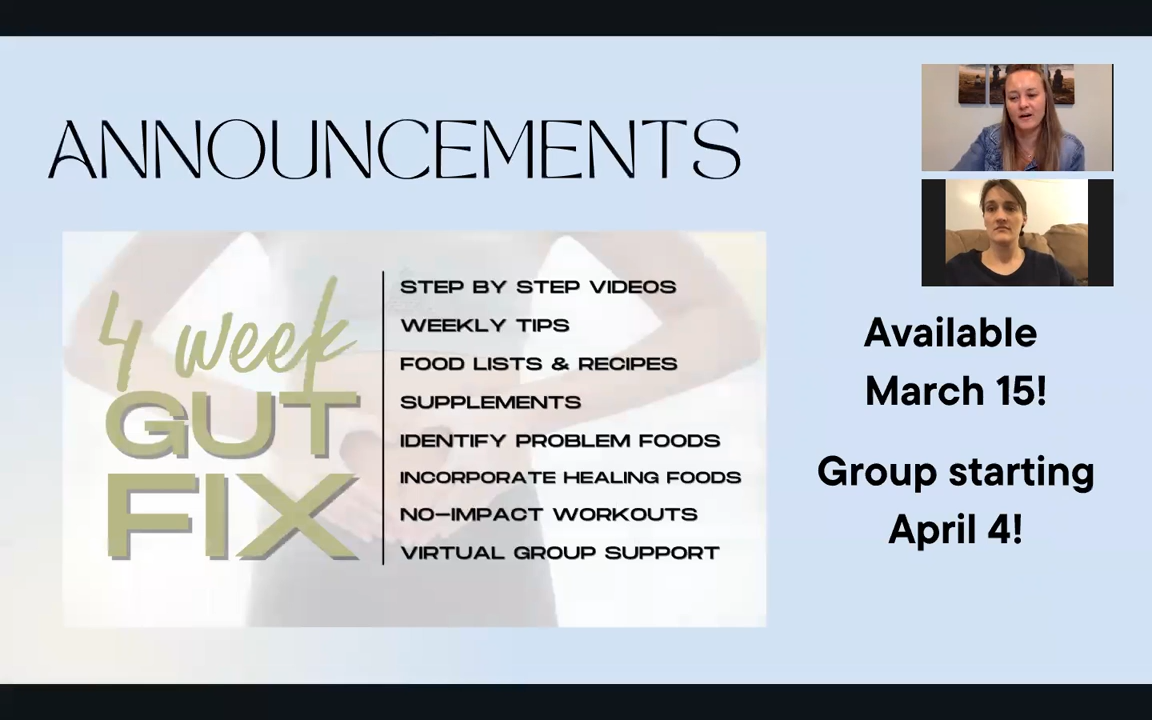 ANNOUNCEMENTS
4 week
GUT
FIX
STEP BY STEP VIDEOS
WEEKLY TIPS
FOOD LISTS & RECIPES
SUPPLEMENTS
IDENTIFY PROBLEM FOODS
INCORPORATE HEALING FOODS
NO-IMPACT WORKOUTS
VIRTUAL GROUP SUPPORT
Available
March 15!
Group starting
April 4!